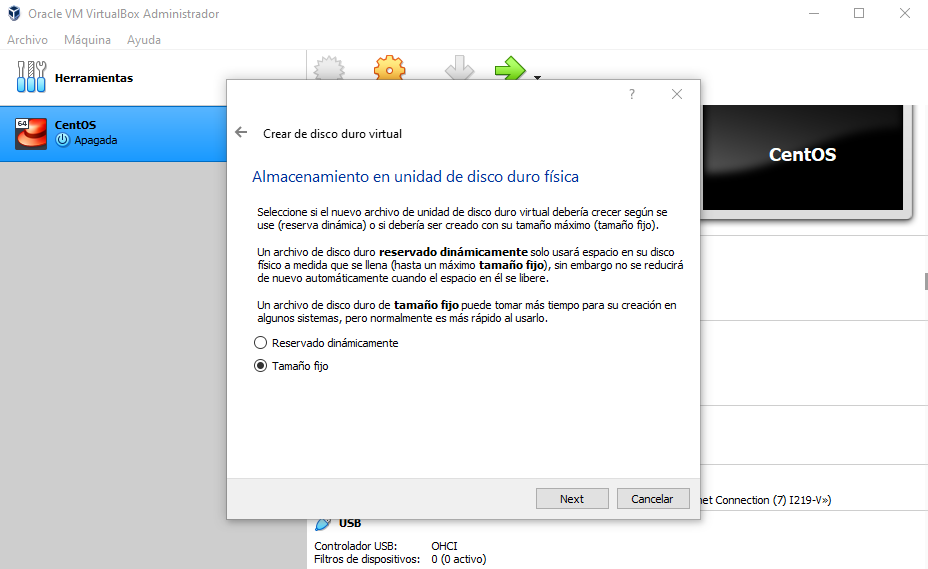 Oracle VM VirtualBox Administrador
Archivo Máquina Ayuda
Herramientas
64
CentOS
Apagada
?
Crear de disco duro virtual
Almacenamiento en unidad de disco duro física
Seleccione si el nuevo archivo de unidad de disco duro virtual debería crecer según se
use (reserva dinámica) o si debería ser creado con su tamaño máximo (tamaño fijo).
Un archivo de disco duro reservado dinámicamente solo usará espacio en su disco
físico a medida que se llena (hasta un máximo tamaño fijo), sin embargo no se reducirá
de nuevo automáticamente cuando el espacio en él se libere.
Un archivo de disco duro de tamaño fijo puede tomar más tiempo para su creación en
algunos sistemas, pero normalmente es más rápido al usarlo.
Reservado dinámicamente
Tamaño fijo
Next Cancelar
CentOS
Connection (7) I219-V»)
USB
Controlador USB: OHCI
Filtros de dispositivos: 0 (0 activo)